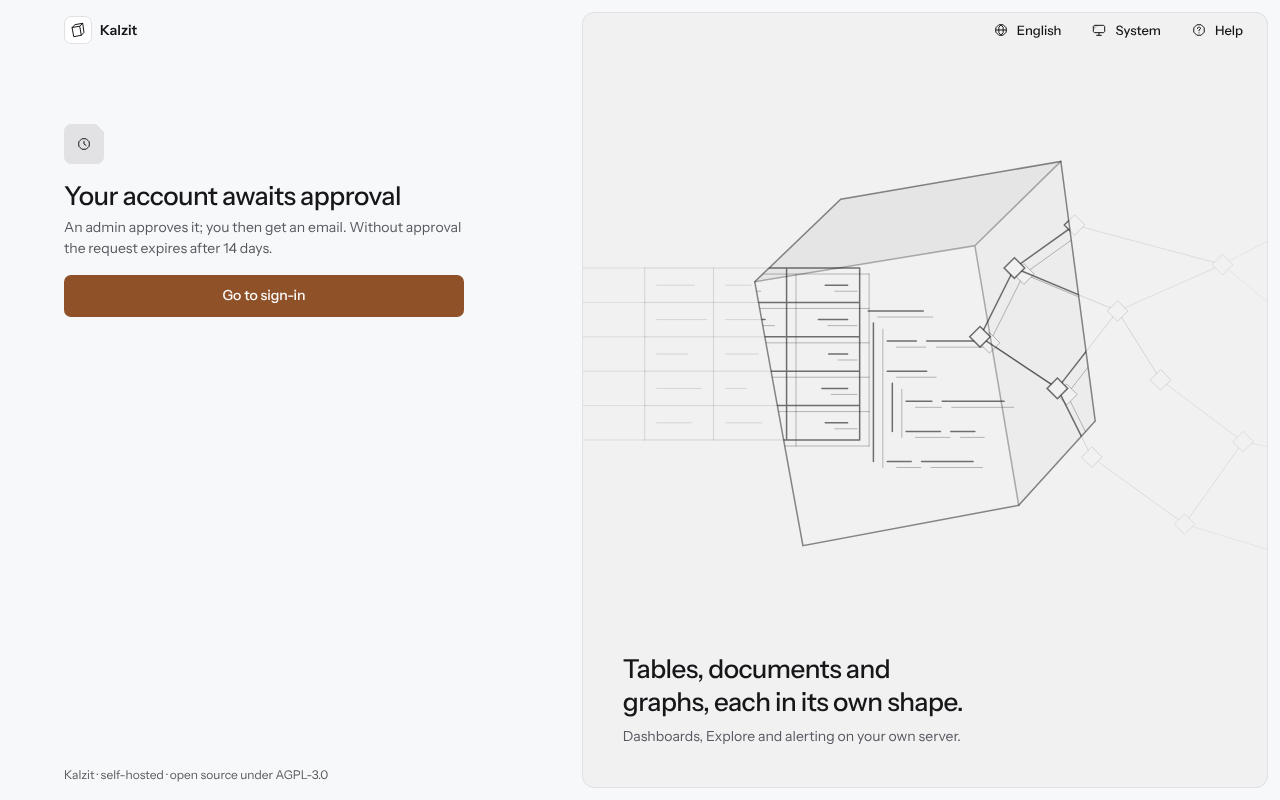 Kalzit
English
System
Help
Your account awaits approval
An admin approves it; you then get an email. Without approval
the request expires after 14 days.
Go to sign-in
Tables, documents and
graphs, each in its own shape.
Dashboards, Explore and alerting on your own server.
Kalzit · self-hosted · open source under AGPL-3.0